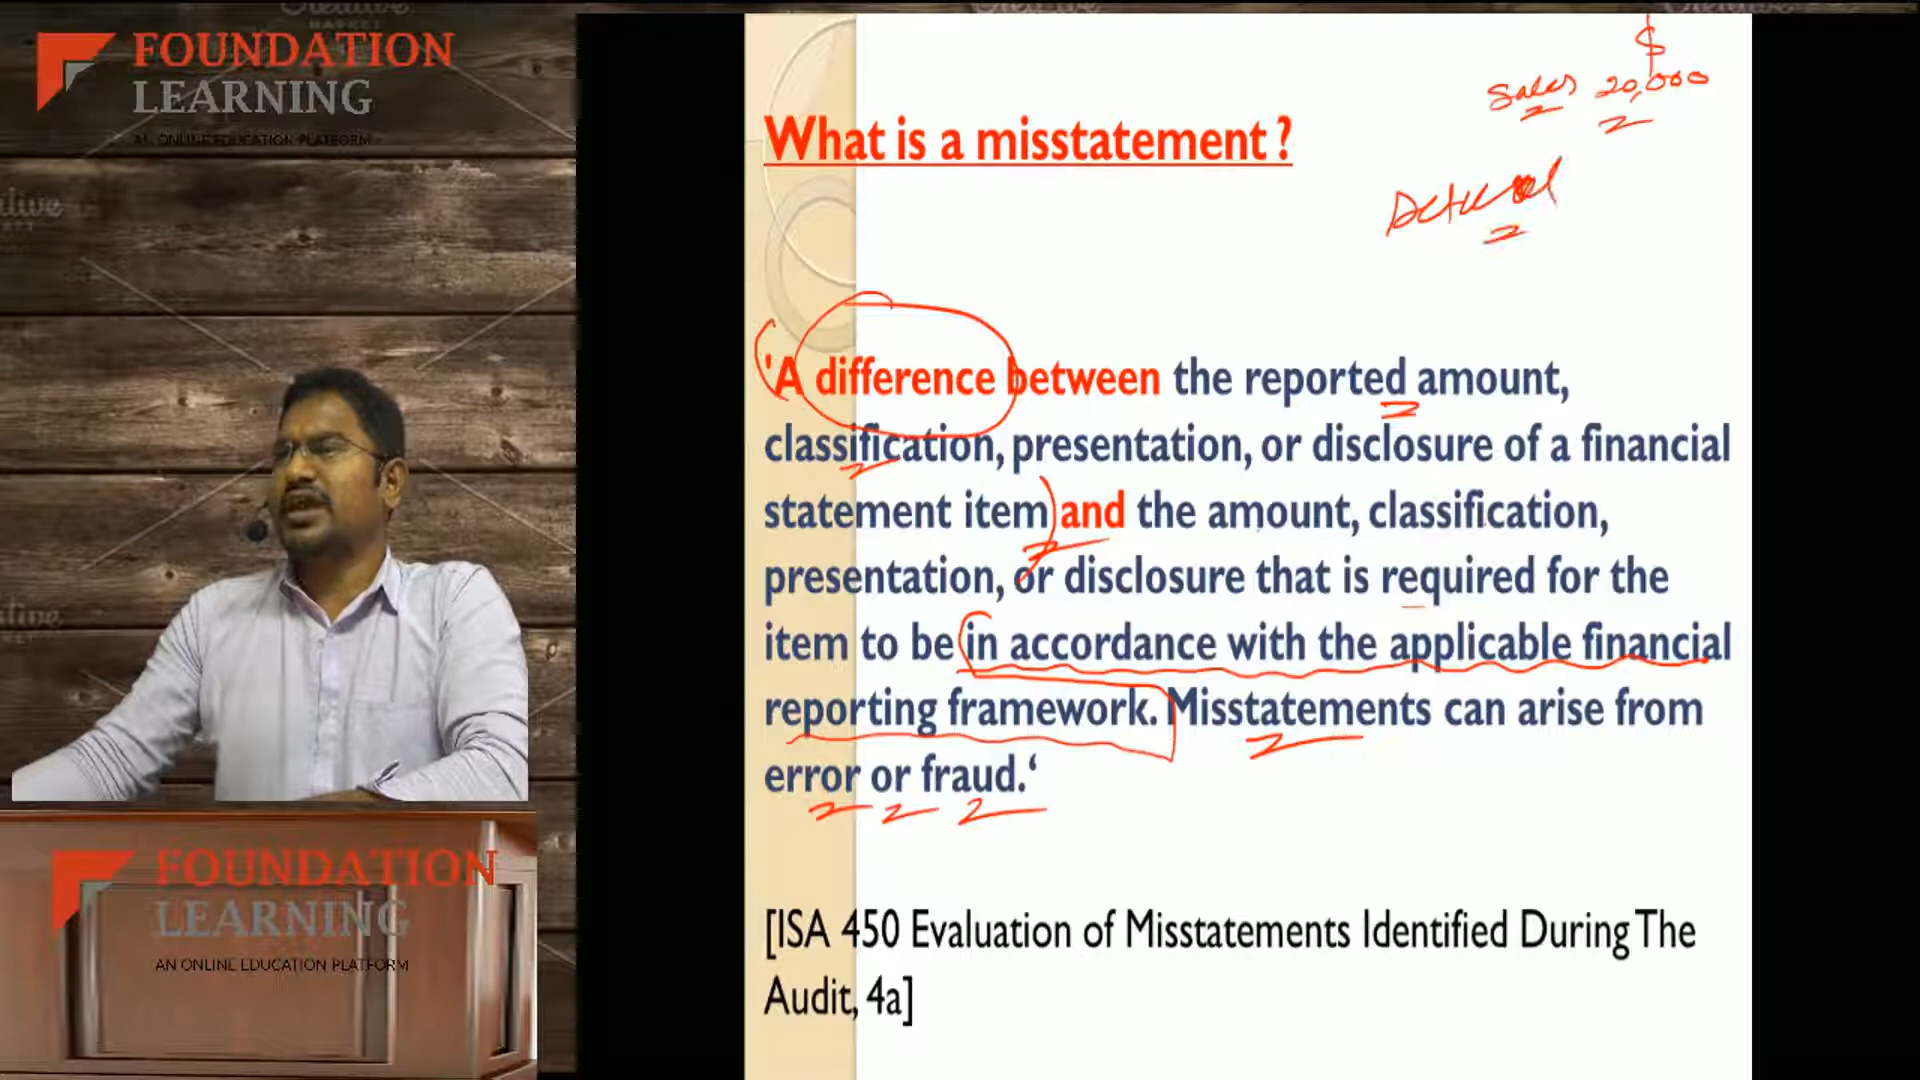 FOUNDATION
LEARNING
AN ONLINE EDUCATION PLATFORM
$
Sales 20,000
What is a misstatement ?
Actual
'A difference between the reported amount,
classification, presentation, or disclosure of a financial
statement item and the amount, classification,
presentation, or disclosure that is required for the
item to be in accordance with the applicable financial
reporting framework. Misstatements can arise from
error or fraud.‘
[ISA 450 Evaluation of Misstatements Identified During The
Audit, 4a]
FOUNDATION
LEARNING
AN ONLINE EDUCATION PLATFORM